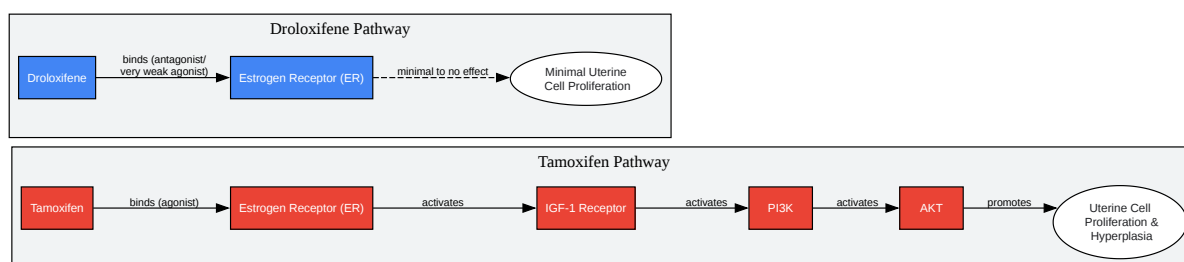 Droloxifene Pathway
Droloxifene
binds (antagonist/
very weak agonist)
Estrogen Receptor (ER)
minimal to no effect
Minimal Uterine
Cell Proliferation
Tamoxifen Pathway
Tamoxifen
binds (agonist)
Estrogen Receptor (ER)
activates
IGF-1 Receptor
activates
PI3K
activates
AKT
promotes
Uterine Cell
Proliferation &
Hyperplasia